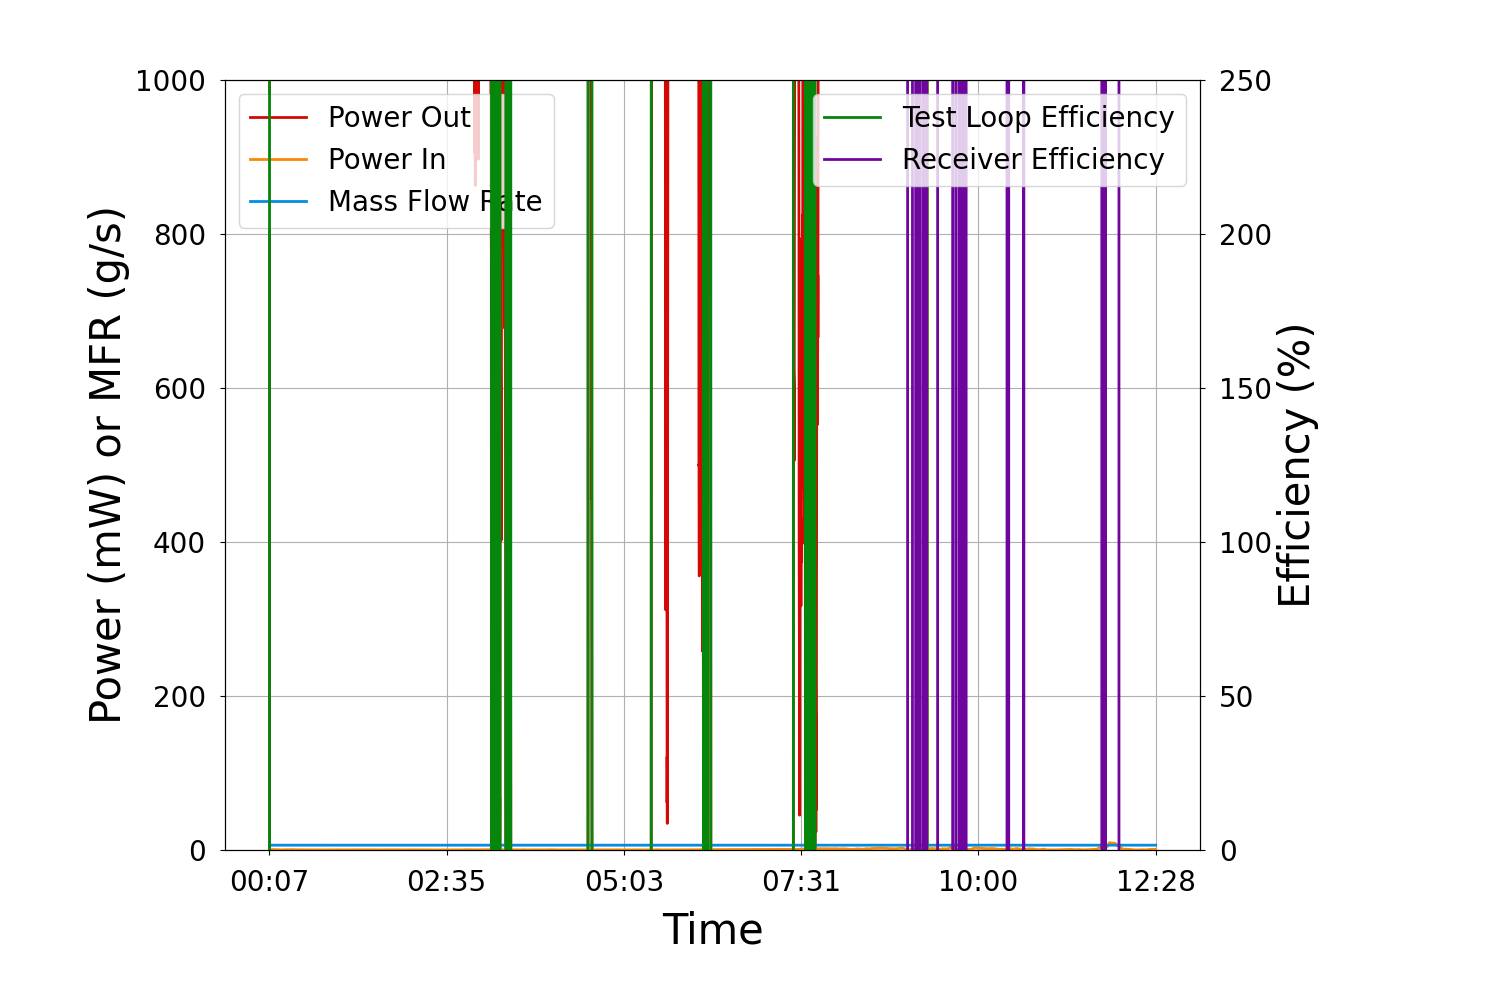 1000
800
600
400
200
0
Power (mW) or MFR (g/s)
Power Out
Power In
Mass Flow Rate
Test Loop Efficiency
Receiver Efficiency
250
200
150
100
50
0
Efficiency (%)
00:07 02:35 05:03 07:31 10:00 12:28
Time